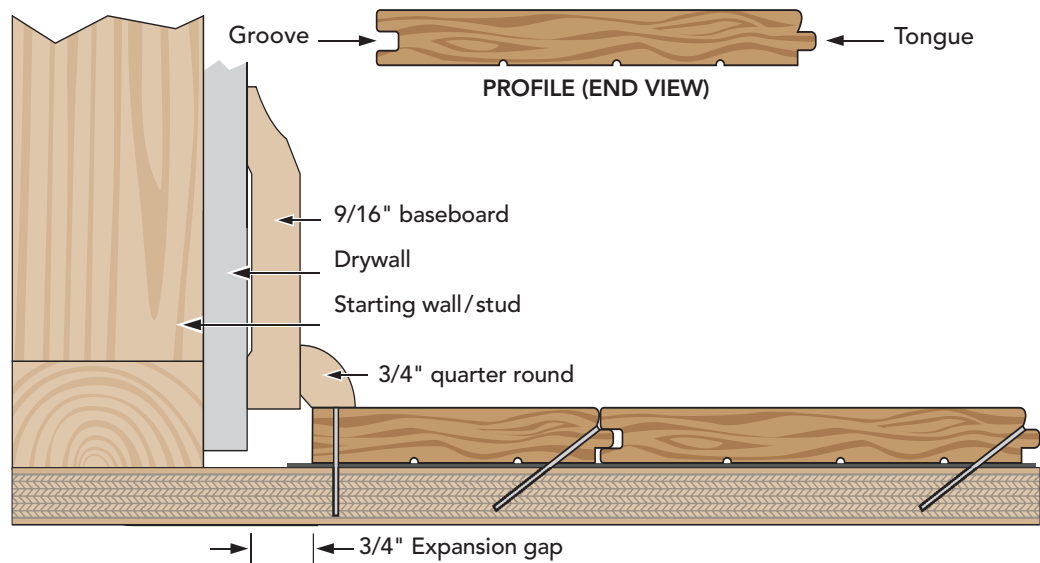 Groove
Tongue
PROFILE (END VIEW)
9/16" baseboard
Drywall
Starting wall/stud
3/4" quarter round
3/4" Expansion gap